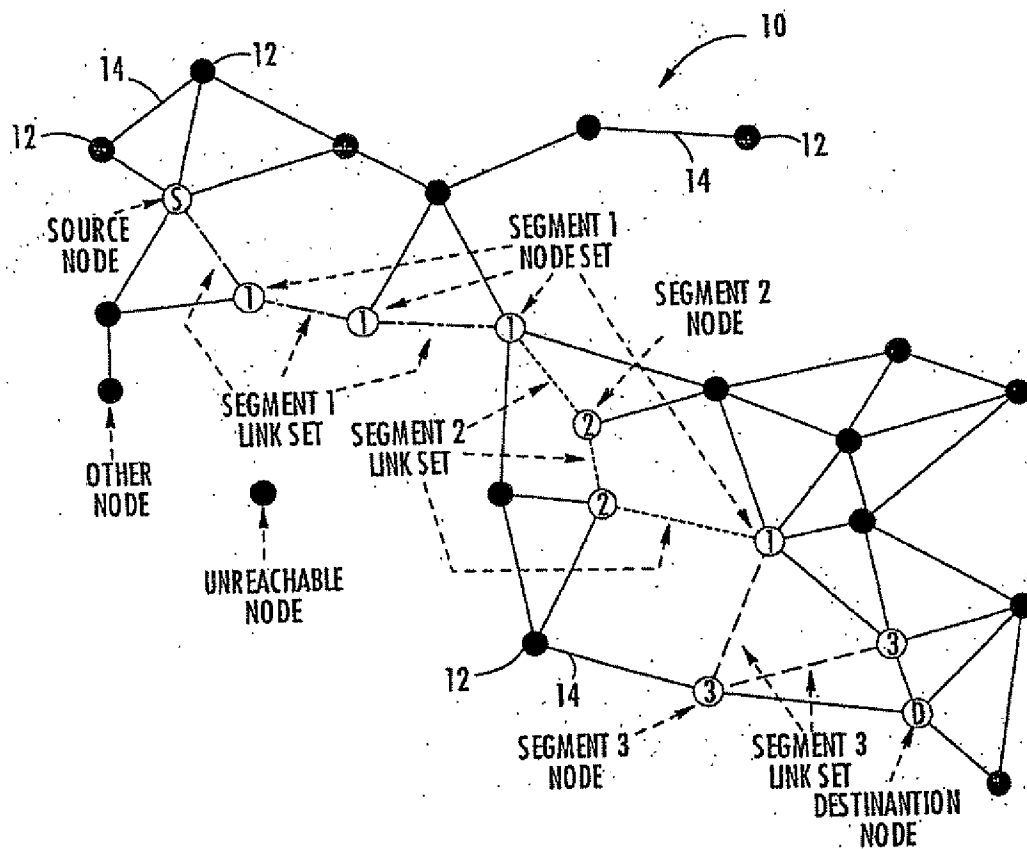 10
12
14
12
14
12
S
SOURCE
NODE
SEGMENT 1
NODE SET
SEGMENT 2
NODE
1
1
1
SEGMENT 1
LINK SET
SEGMENT 2
LINK SET
2
OTHER
NODE
2
1
UNREACHABLE
NODE
12
14
3
3
D
SEGMENT 3
NODE
SEGMENT 3
LINK SET
DESTINANTION
NODE